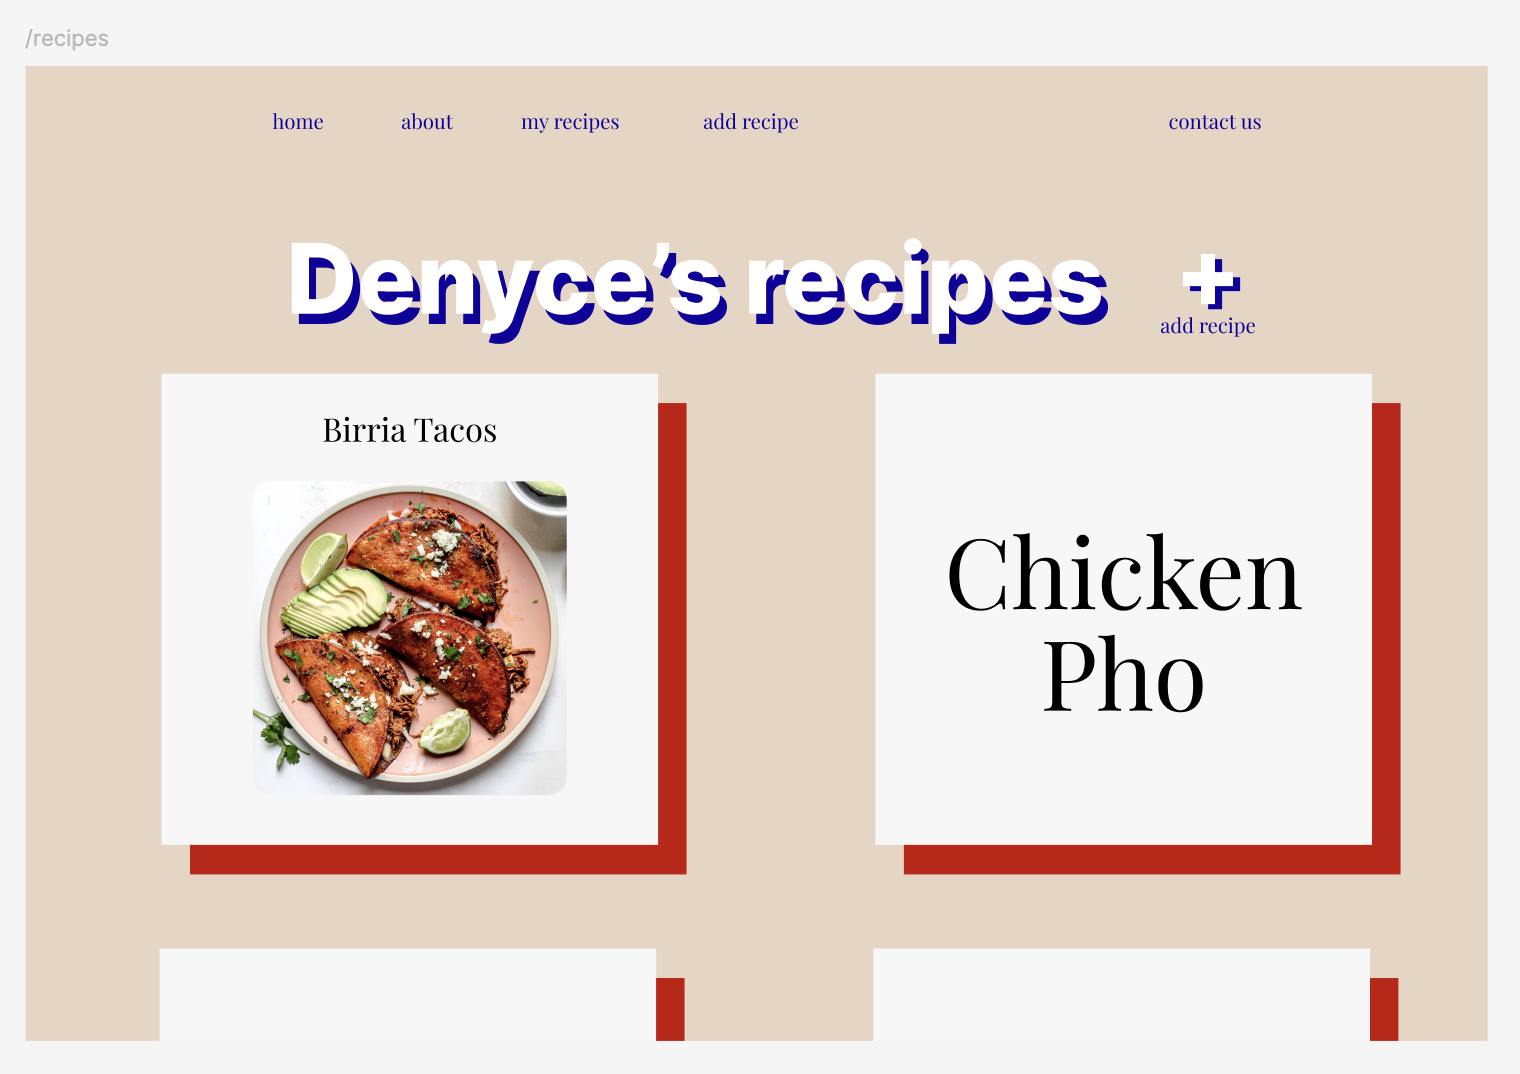 /recipes
home about my recipes add recipe contact us
Denyce’s recipes +
add recipe
Birria Tacos
Chicken
Pho